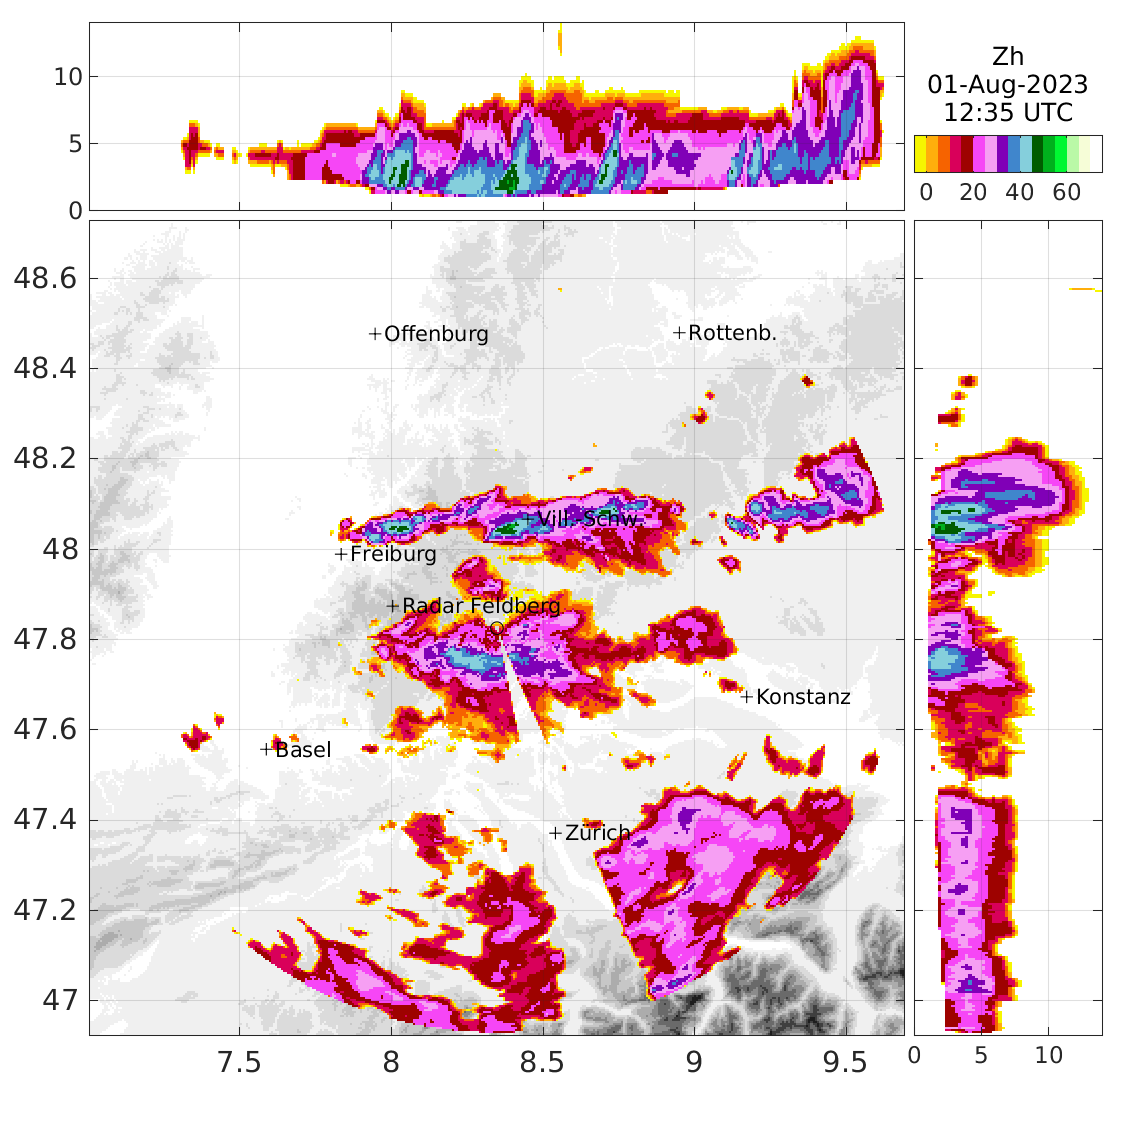 10
5
0
Zh
01-Aug-2023
12:35 UTC
0 20 40 60
48.6
48.4
48.2
48
47.8
47.6
47.4
47.2
47
+Offenburg
+Rottenb.
+Vill.-Schw.
+Freiburg
+Radar Feldberg
+Konstanz
+Basel
+Zürich
7.5 8 8.5 9 9.5
0 5 10